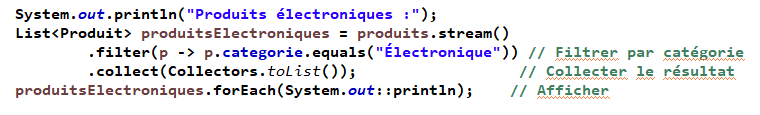 System.out.println("Produits électroniques :");
List<Produit> produitsElectroniques = produits.stream()
.filter(p -> p.categorie.equals("Électronique")) // Filtrer par catégorie
.collect(Collectors.toList()); // Collecter le résultat
produitsElectroniques.forEach(System.out::println); // Afficher